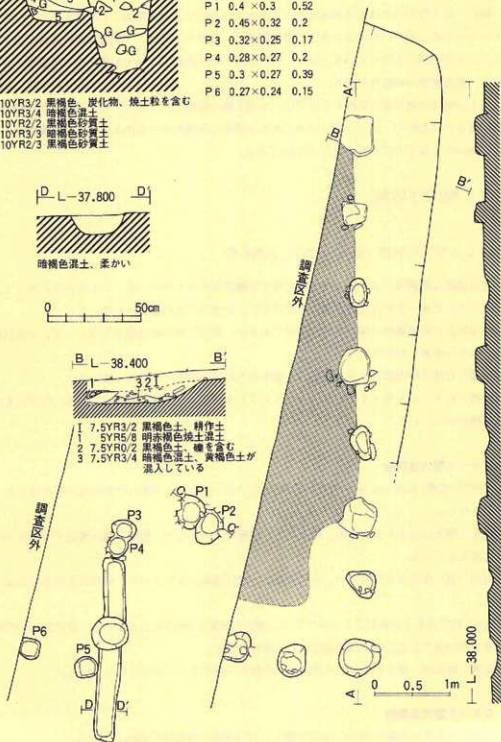 P1 0.4 ×0.3 0.52
P2 0.45×0.32 0.2
P3 0.32×0.25 0.17
P4 0.28×0.27 0.2
P5 0.3 ×0.27 0.39
P6 0.27×0.24 0.15
2
2
G
G
5
G
G
10YR3/2 黒褐色、炭化物、焼土粒を含む
10YR3/4 暗褐色混土
10YR2/2 黒褐色砂質土
10YR3/3 暗褐色砂質土
10YR2/3 黒褐色砂質土
D L-37.800 D'
暗褐色混土、柔かい
0 50cm
B L-38.400 B'
I 3 2 I
I 7.5YR3/2 黒褐色土、耕作土
1 5YR5/8 明赤褐色焼土混土
2 7.5YR0/2 黒褐色土、礫を含む
3 7.5YR3/4 暗褐色混土、黄褐色土が
混入している
調査区外
P1
P2
P3
P4
P5
P6
D D'
A'
B
B'
調査区外
A
0 0.5 1m
L-38.000